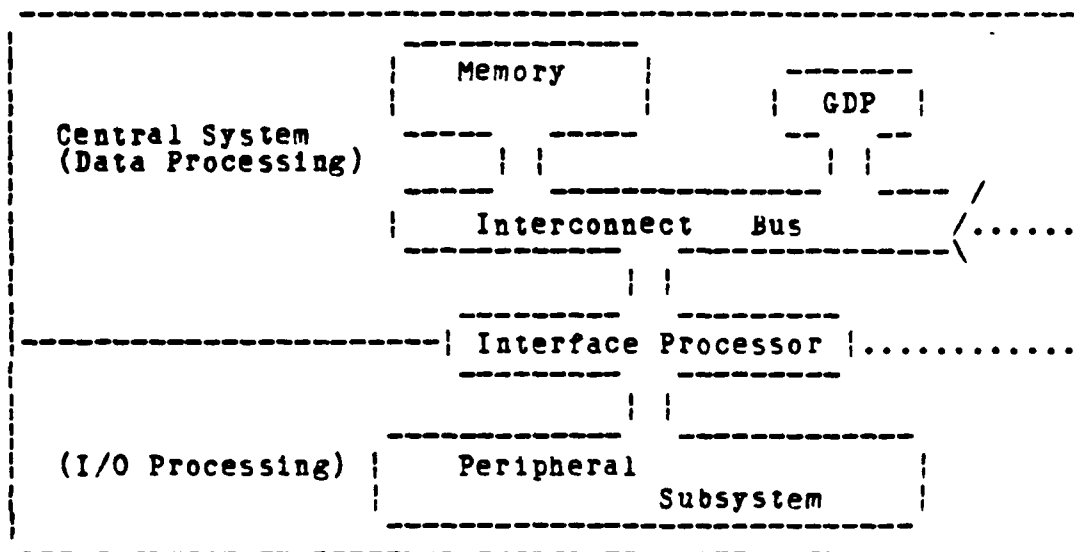 Memory
GDP
Central System
(Data Processing)
Interconnect Bus
Interface Processor
(I/O Processing)
Peripheral
Subsystem